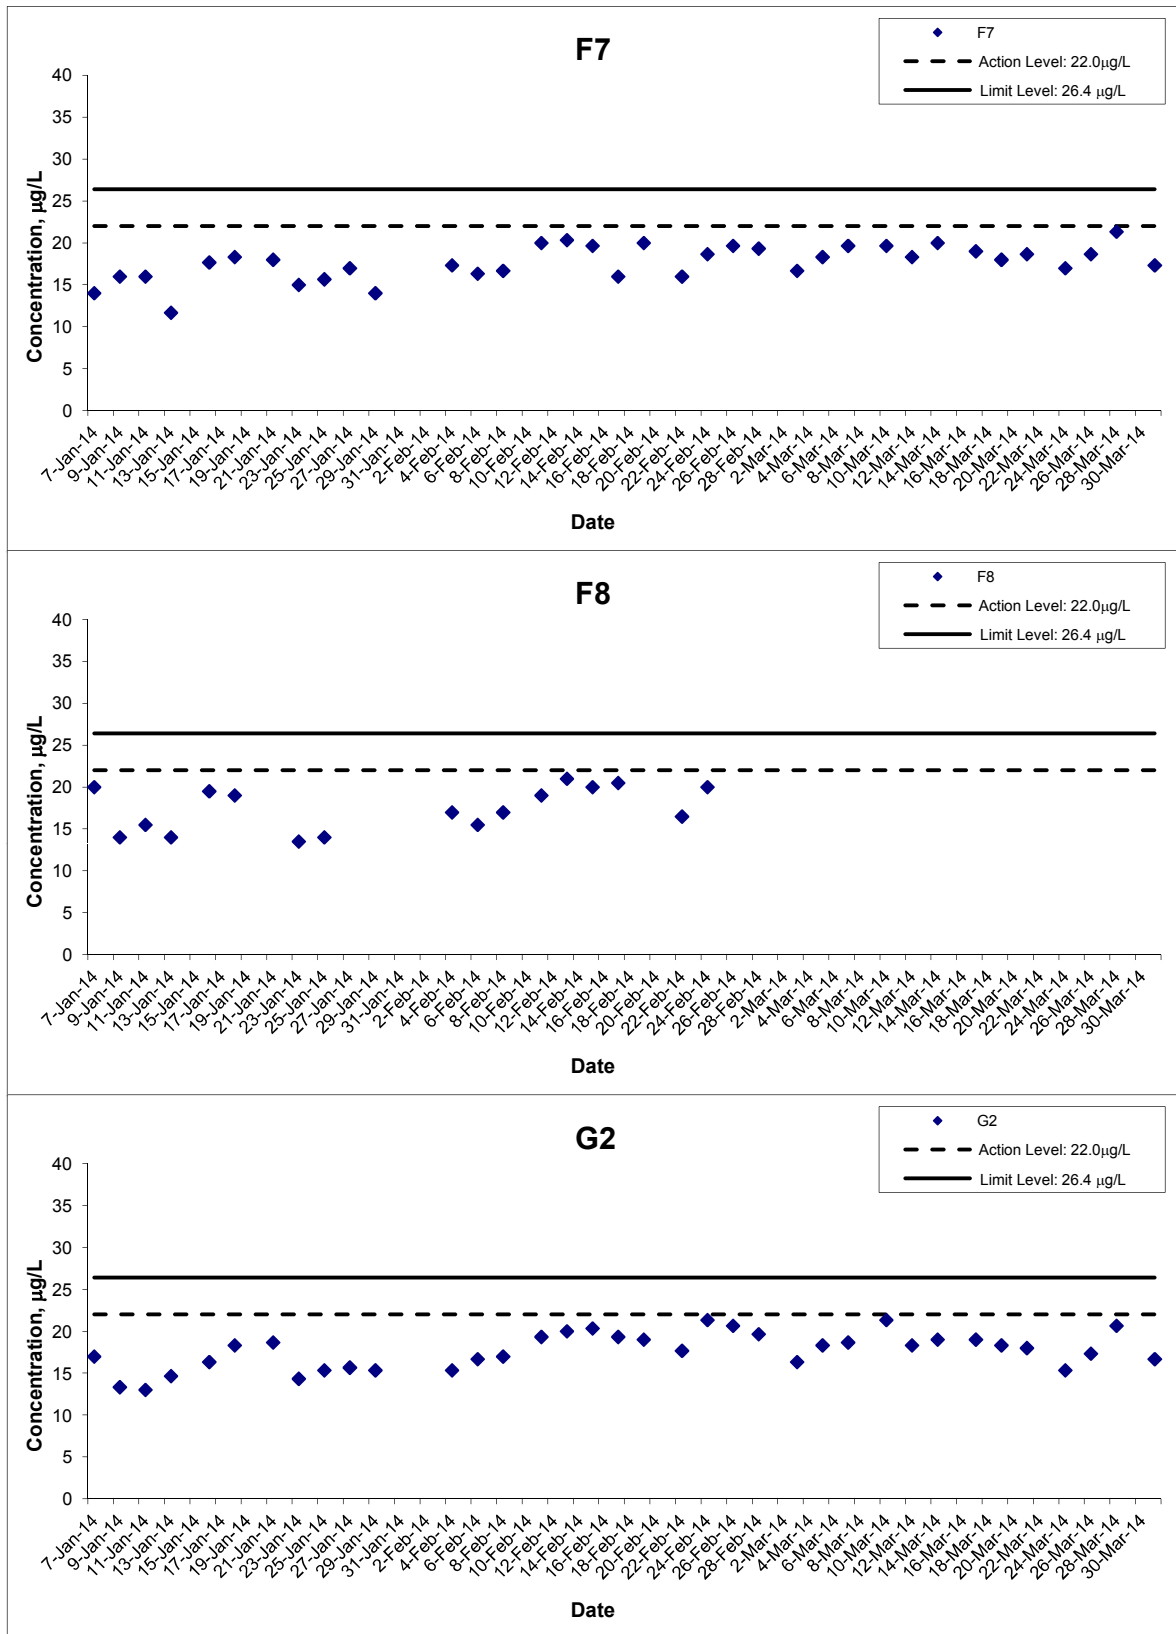 F7
F7
Action Level: 22.0µg/L
Limit Level: 26.4 µg/L
40
35
30
25
20
15
10
5
0
Concentration, µg/L
7-Jan-14
9-Jan-14
11-Jan-14
13-Jan-14
15-Jan-14
17-Jan-14
19-Jan-14
21-Jan-14
23-Jan-14
25-Jan-14
27-Jan-14
29-Jan-14
31-Jan-14
2-Feb-14
4-Feb-14
6-Feb-14
8-Feb-14
10-Feb-14
12-Feb-14
14-Feb-14
16-Feb-14
18-Feb-14
20-Feb-14
22-Feb-14
24-Feb-14
26-Feb-14
28-Feb-14
2-Mar-14
4-Mar-14
6-Mar-14
8-Mar-14
10-Mar-14
12-Mar-14
14-Mar-14
16-Mar-14
18-Mar-14
20-Mar-14
22-Mar-14
24-Mar-14
26-Mar-14
28-Mar-14
30-Mar-14
Date
F8
F8
Action Level: 22.0µg/L
Limit Level: 26.4 µg/L
40
35
30
25
20
15
10
5
0
Concentration, µg/L
7-Jan-14
9-Jan-14
11-Jan-14
13-Jan-14
15-Jan-14
17-Jan-14
19-Jan-14
21-Jan-14
23-Jan-14
25-Jan-14
27-Jan-14
29-Jan-14
31-Jan-14
2-Feb-14
4-Feb-14
6-Feb-14
8-Feb-14
10-Feb-14
12-Feb-14
14-Feb-14
16-Feb-14
18-Feb-14
20-Feb-14
22-Feb-14
24-Feb-14
26-Feb-14
28-Feb-14
2-Mar-14
4-Mar-14
6-Mar-14
8-Mar-14
10-Mar-14
12-Mar-14
14-Mar-14
16-Mar-14
18-Mar-14
20-Mar-14
22-Mar-14
24-Mar-14
26-Mar-14
28-Mar-14
30-Mar-14
Date
G2
G2
Action Level: 22.0µg/L
Limit Level: 26.4 µg/L
40
35
30
25
20
15
10
5
0
Concentration, µg/L
7-Jan-14
9-Jan-14
11-Jan-14
13-Jan-14
15-Jan-14
17-Jan-14
19-Jan-14
21-Jan-14
23-Jan-14
25-Jan-14
27-Jan-14
29-Jan-14
31-Jan-14
2-Feb-14
4-Feb-14
6-Feb-14
8-Feb-14
10-Feb-14
12-Feb-14
14-Feb-14
16-Feb-14
18-Feb-14
20-Feb-14
22-Feb-14
24-Feb-14
26-Feb-14
28-Feb-14
2-Mar-14
4-Mar-14
6-Mar-14
8-Mar-14
10-Mar-14
12-Mar-14
14-Mar-14
16-Mar-14
18-Mar-14
20-Mar-14
22-Mar-14
24-Mar-14
26-Mar-14
28-Mar-14
30-Mar-14
Date